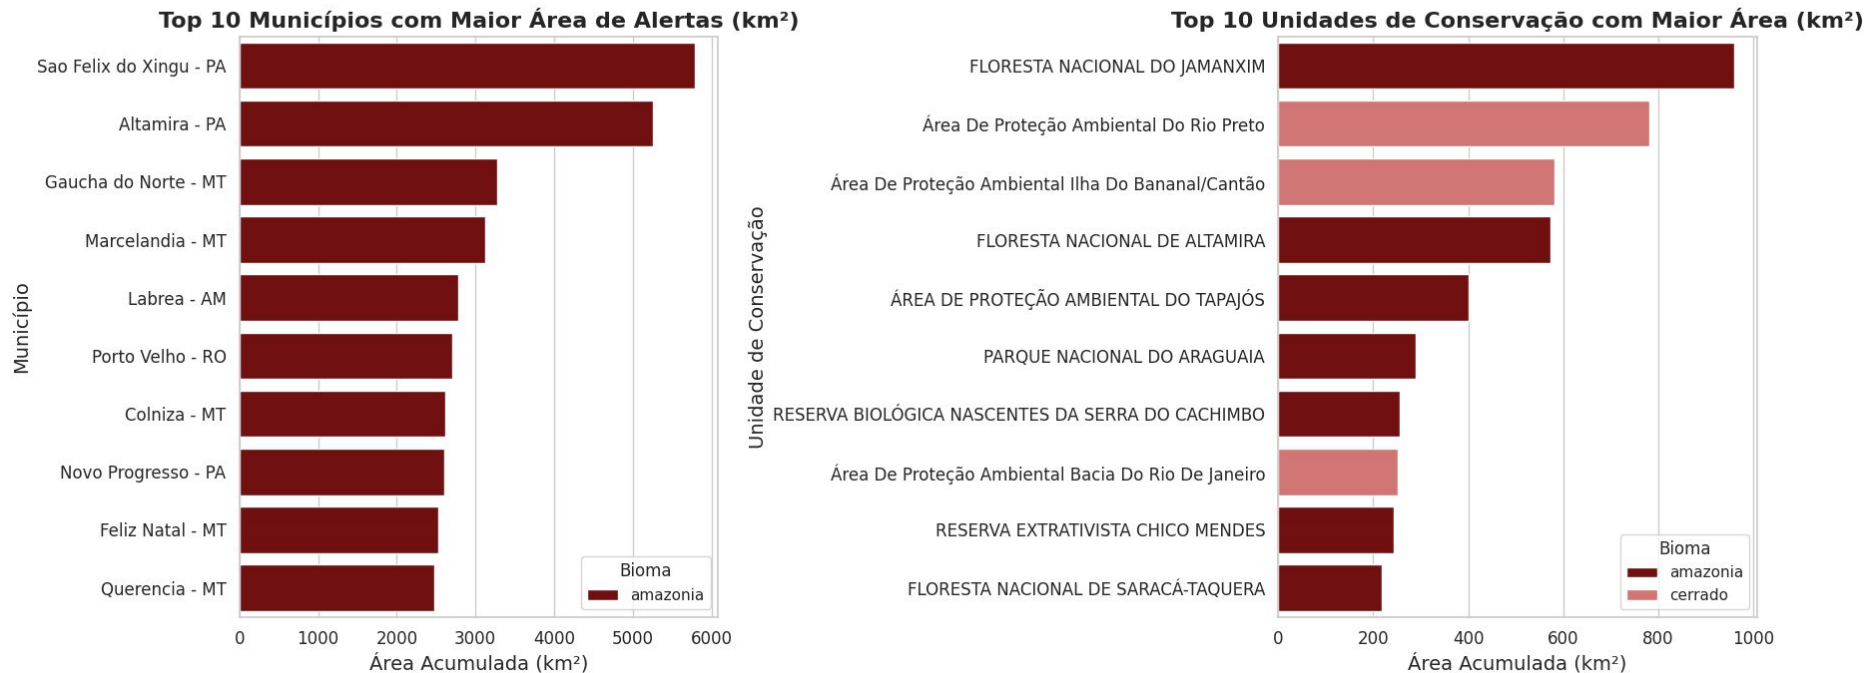 Top 10 Municípios com Maior Área de Alertas (km²)
Município
Sao Felix do Xingu - PA
Altamira - PA
Gaucha do Norte - MT
Marcelandia - MT
Labrea - AM
Porto Velho - RO
Colniza - MT
Novo Progresso - PA
Feliz Natal - MT
Querencia - MT
Bioma
amazonia
0 1000 2000 3000 4000 5000 6000
Área Acumulada (km²)
Top 10 Unidades de Conservação com Maior Área (km²)
Unidade de Conservação
FLORESTA NACIONAL DO JAMANXIM
Área De Proteção Ambiental Do Rio Preto
Área De Proteção Ambiental Ilha Do Bananal/Cantão
FLORESTA NACIONAL DE ALTAMIRA
ÁREA DE PROTEÇÃO AMBIENTAL DO TAPAJÓS
PARQUE NACIONAL DO ARAGUAIA
RESERVA BIOLÓGICA NASCENTES DA SERRA DO CACHIMBO
Área De Proteção Ambiental Bacia Do Rio De Janeiro
RESERVA EXTRATIVISTA CHICO MENDES
FLORESTA NACIONAL DE SARACÁ-TAQUERA
Bioma
amazonia
cerrado
0 200 400 600 800 1000
Área Acumulada (km²)